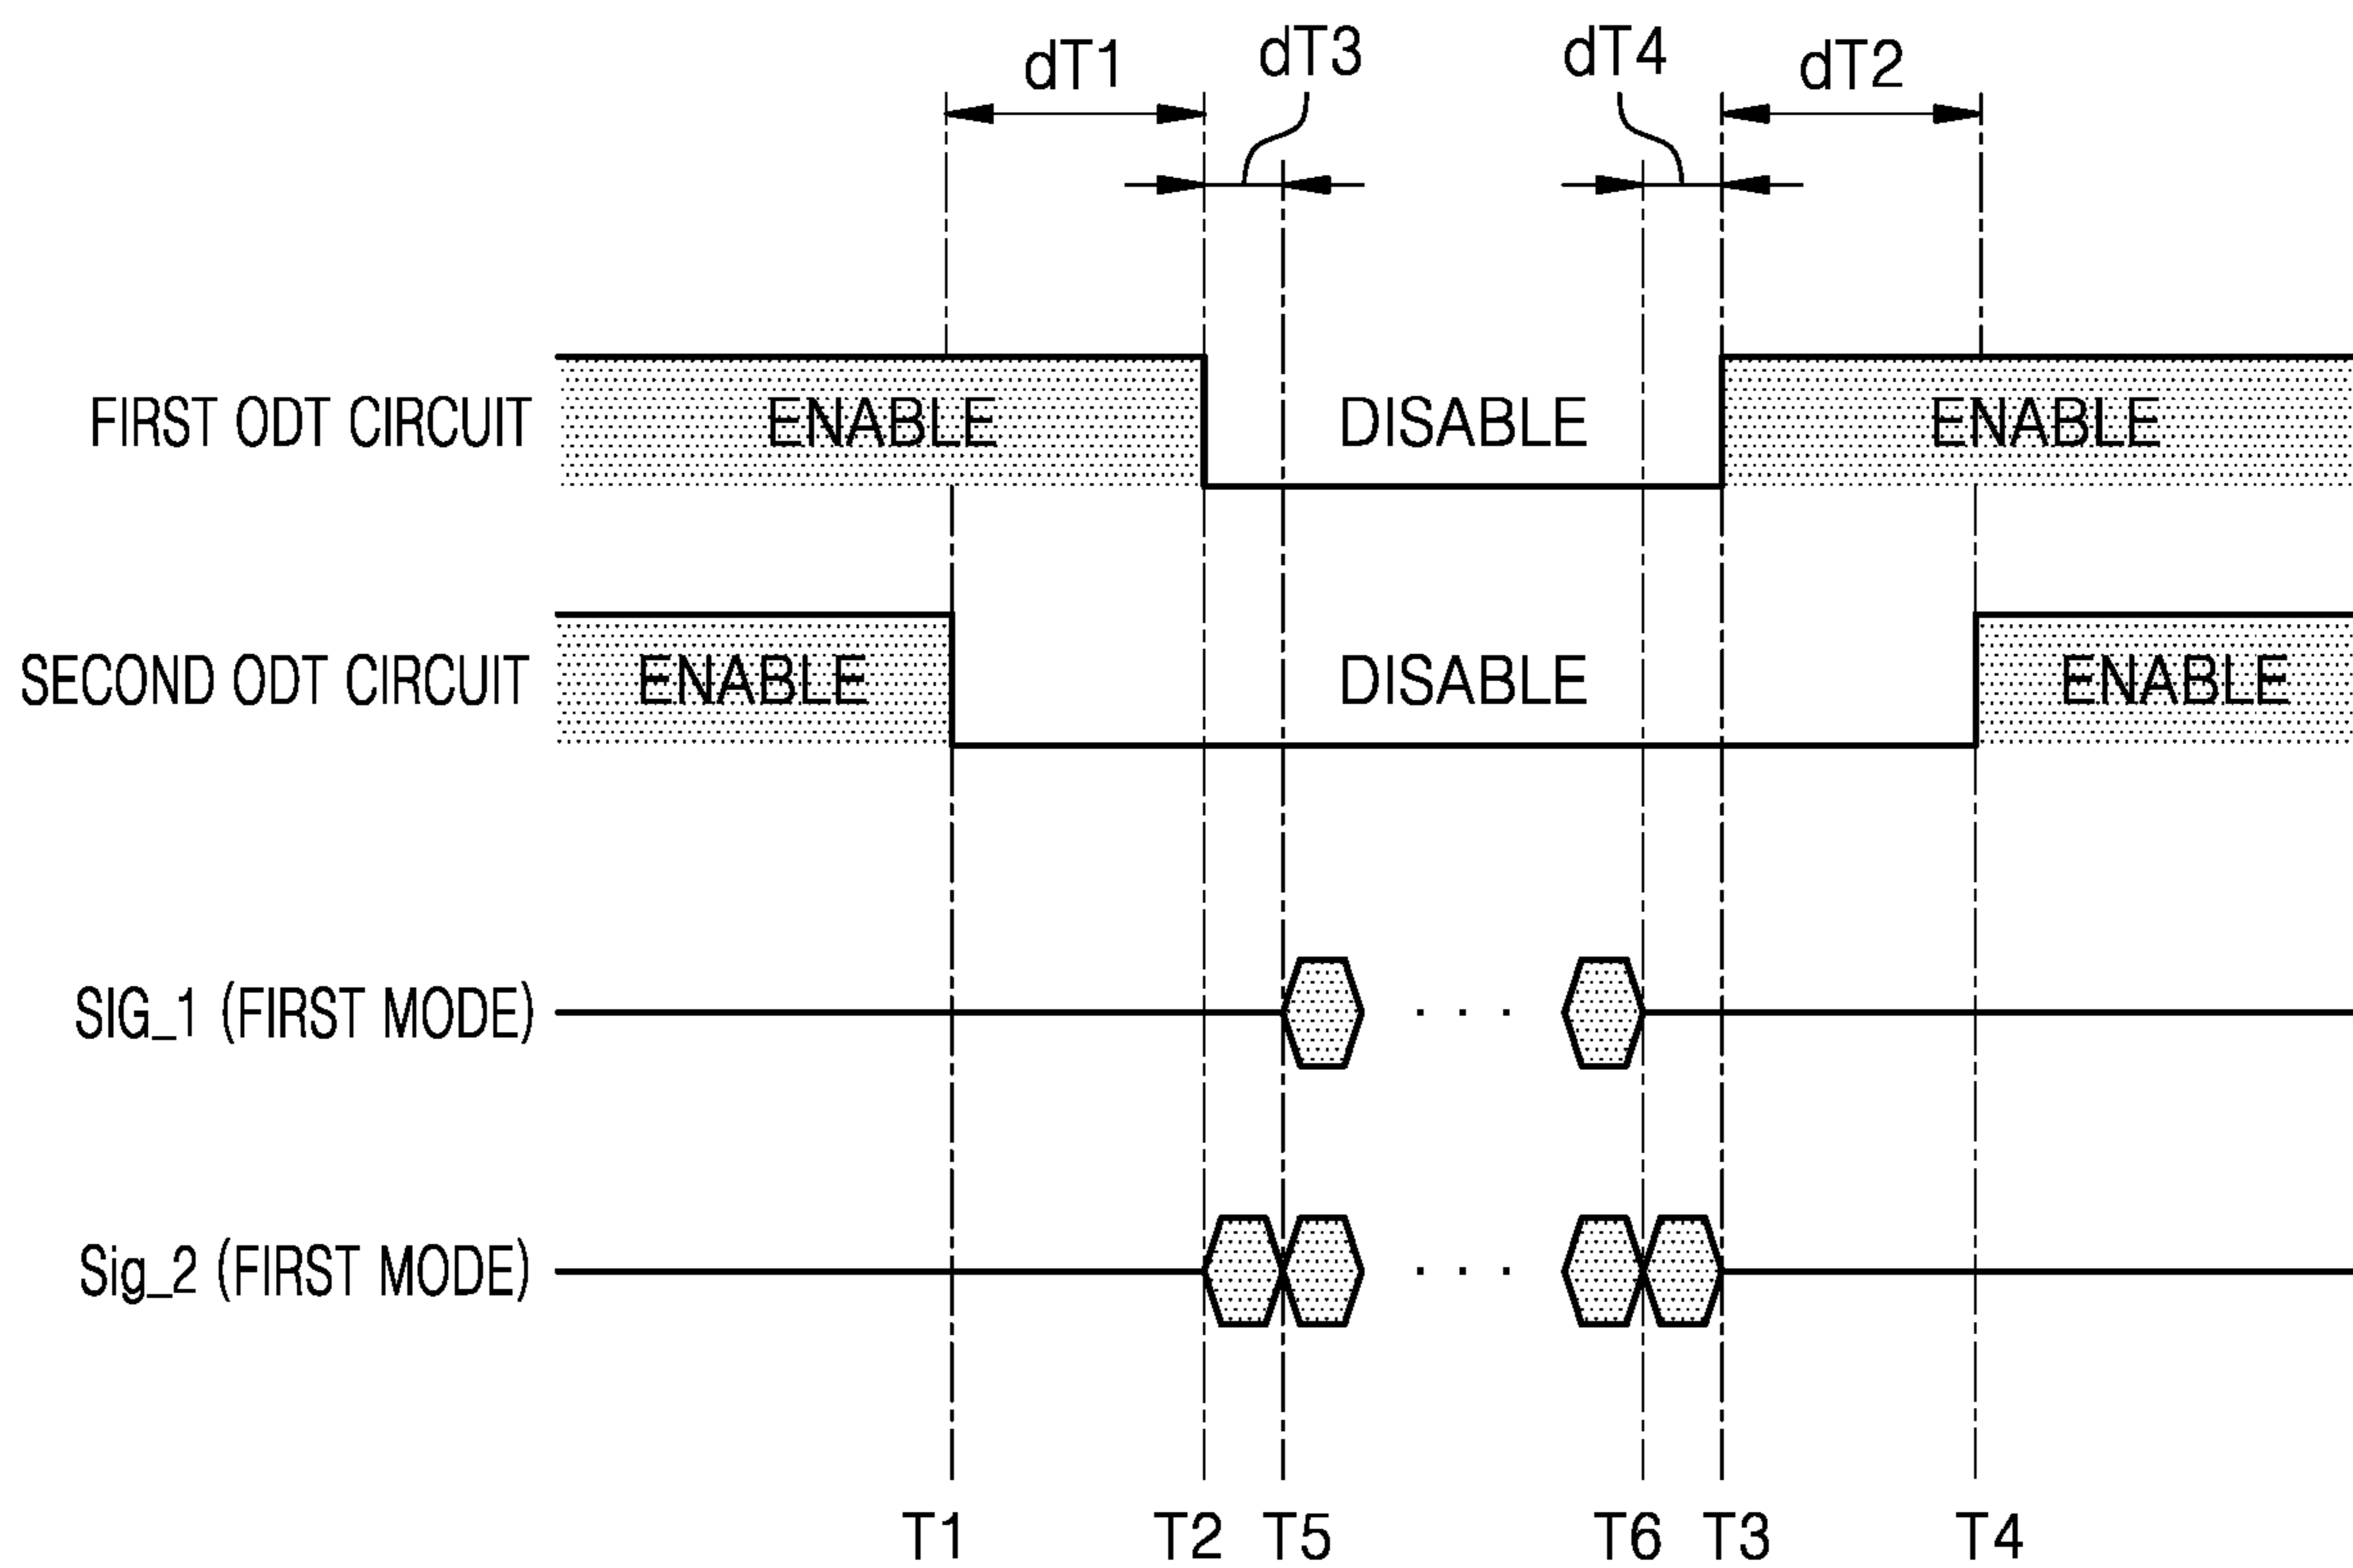 dT1 dT3 dT4 dT2
FIRST ODT CIRCUIT ENABLE DISABLE ENABLE
SECOND ODT CIRCUIT ENABLE DISABLE ENABLE
SIG_1 (FIRST MODE) . . .
Sig_2 (FIRST MODE) . . .
T1 T2 T5 T6 T3 T4